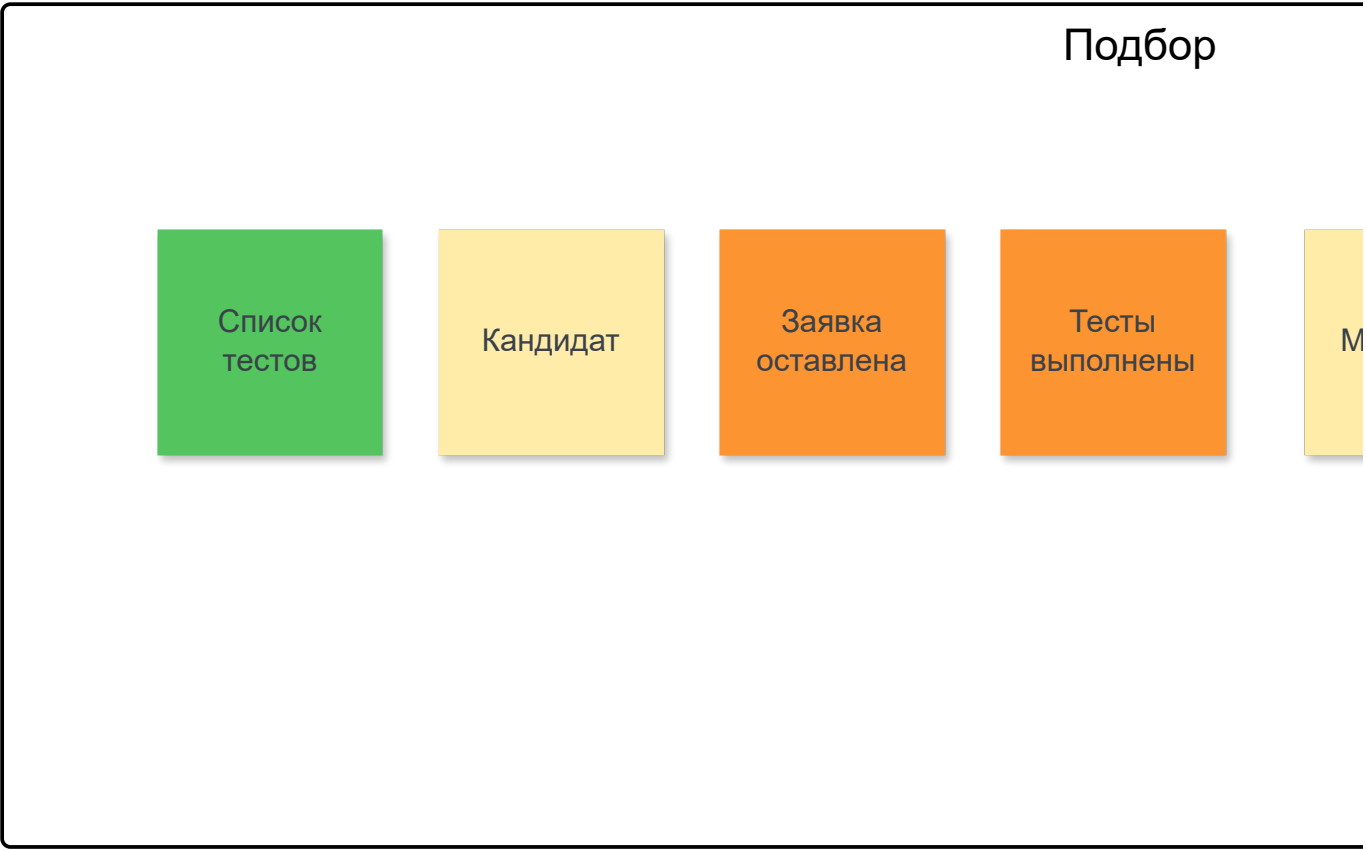 Подбор
Список
тестов
Кандидат
Заявка
оставлена
Тесты
выполнены